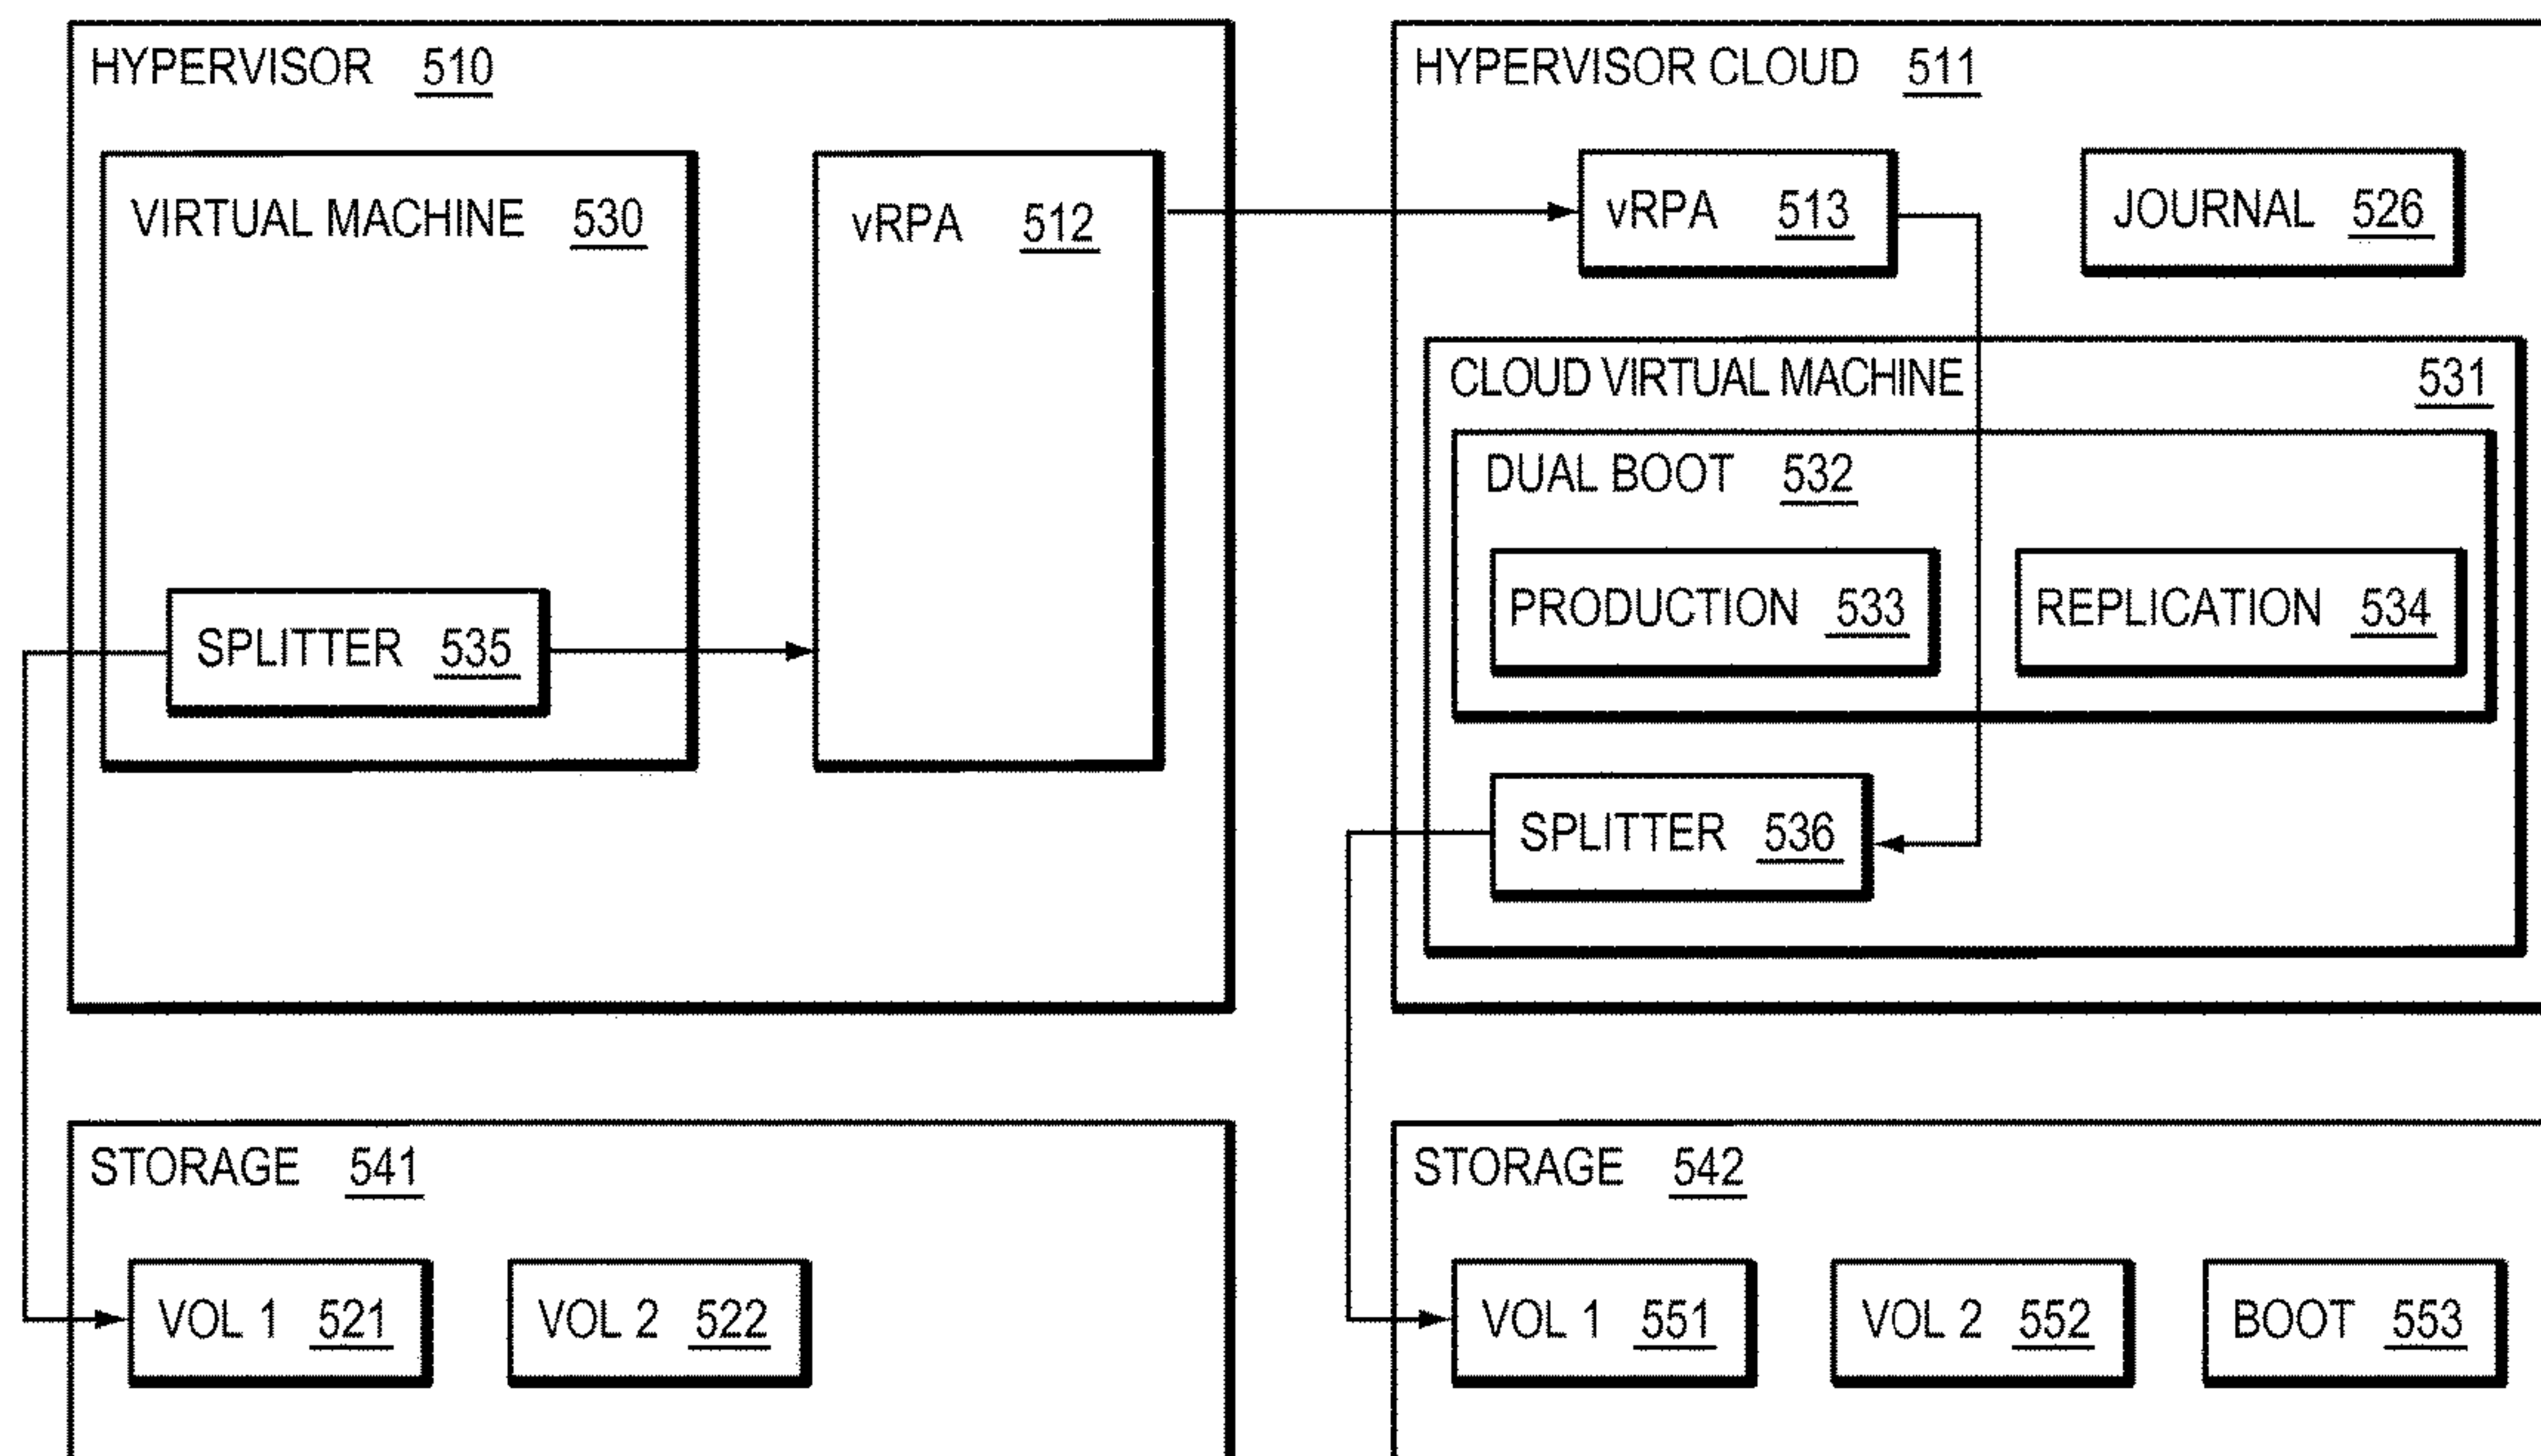 HYPERVISOR 510
VIRTUAL MACHINE 530
vRPA 512
SPLITTER 535
HYPERVISOR CLOUD 511
vRPA 513
JOURNAL 526
CLOUD VIRTUAL MACHINE 531
DUAL BOOT 532
PRODUCTION 533
REPLICATION 534
SPLITTER 536
STORAGE 541
VOL 1 521
VOL 2 522
STORAGE 542
VOL 1 551
VOL 2 552
BOOT 553